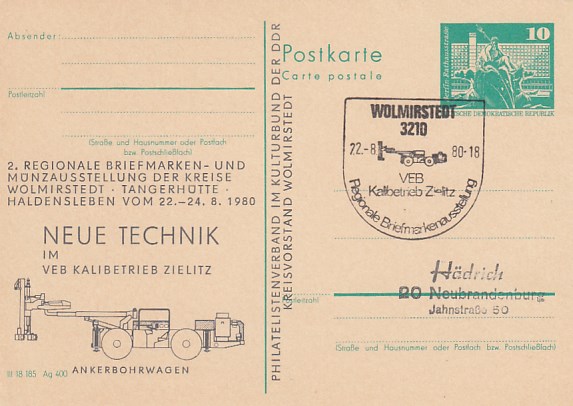 Absender:
Postleitzahl
(Straße und Hausnummer oder Postfach
bzw. Postschließfach)
2. REGIONALE BRIEFMARKEN- UND
MÜNZAUSSTELLUNG DER KREISE
WOLMIRSTEDT · TANGERHÜTTE ·
HALDENSLEBEN VOM 22.—24. 8. 1980
NEUE TECHNIK
IM
VEB KALIBETRIEB ZIELITZ
ANKERBOHRWAGEN
III 18 185 Ag 400
PHILATELISTENVERBAND IM KULTURBUND DER DDR
KREISVORSTAND WOLMIRSTEDT
Postkarte
Carte postale
10
Berlin, Rathausstraße
DEUTSCHE DEMOKRATISCHE REPUBLIK
WOLMIRSTEDT
3210
22.-8. 80-18
VEB
Kalibetrieb Zielitz
Regionale Briefmarkenausstellung
Hädrich
20 Neubrandenburg
Jahnstraße 50
Postleitzahl
(Straße und Hausnummer oder Postfach bzw. Postschließfach)